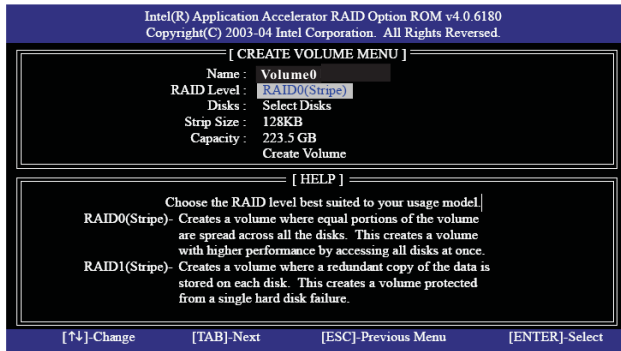 Intel(R) Application Accelerator RAID Option ROM v4.0.6180
Copyright(C) 2003-04 Intel Corporation. All Rights Reserved.
[ CREATE VOLUME MENU ]
Name : Volume0
RAID Level : RAID0(Stripe)
Disks : Select Disks
Strip Size : 128KB
Capacity : 223.5 GB
Create Volume
[ HELP ]
Choose the RAID level best suited to your usage model.
RAID0(Stripe)- Creates a volume where equal portions of the volume
are spread across all the disks. This creates a volume
with higher performance by accessing all disks at once.
RAID1(Stripe)- Creates a volume where a redundant copy of the data is
stored on each disk. This creates a volume protected
from a single hard disk failure.
[↑↓]-Change [TAB]-Next [ESC]-Previous Menu [ENTER]-Select